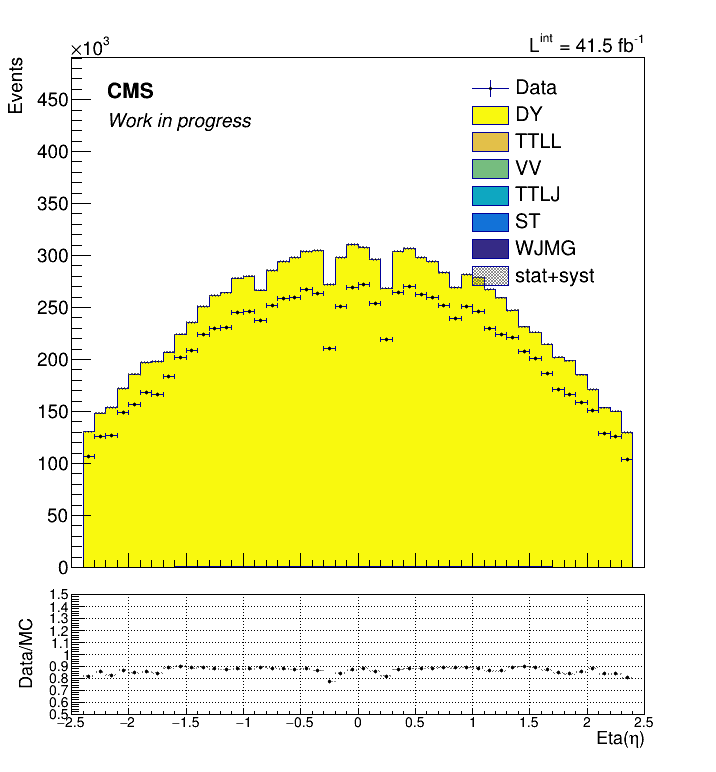 ×10³
L^int = 41.5 fb⁻¹
Events
CMS
Work in progress
Data
DY
TTLL
VV
TTLJ
ST
WJMG
stat+syst
450
400
350
300
250
200
150
100
50
0
Data/MC
1.5
1.4
1.3
1.2
1.1
1
0.9
0.8
0.7
0.6
0.5
−2.5
−2
−1.5
−1
−0.5
0
0.5
1
1.5
2
2.5
Eta(η)